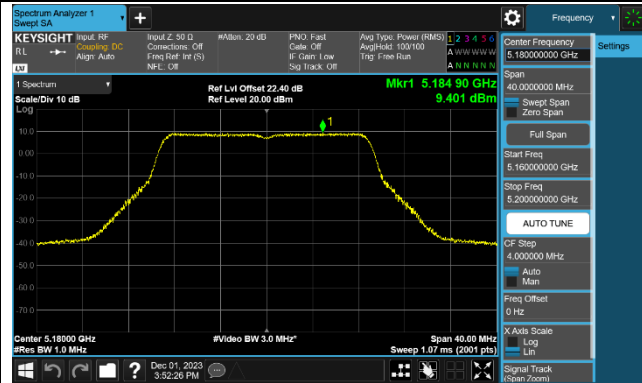 Spectrum Analyzer 1
Swept SA
Frequency
KEYSIGHT
RL
LXI
Input: RF
Coupling: DC
Align: Auto
Input Z: 50 Ω
Corrections: Off
Freq Ref: Int (S)
NFE: Off
#Atten: 20 dB
PNO: Fast
Gate: Off
IF Gain: Low
Sig Track: Off
Avg Type: Power (RMS)
Avg|Hold: 100/100
Trig: Free Run
1 2 3 4 5 6
A W W W W W
A N N N N N
1 Spectrum
Scale/Div 10 dB
Log
Ref Lvl Offset 22.40 dB
Ref Level 20.00 dBm
Mkr1 5.184 90 GHz
9.401 dBm
1
10.0
0.00
-10.0
-20.0
-30.0
-40.0
-50.0
-60.0
-70.0
Center 5.18000 GHz
#Res BW 1.0 MHz
#Video BW 3.0 MHz*
Span 40.00 MHz
Sweep 1.07 ms (2001 pts)
Dec 01, 2023
3:52:26 PM
Center Frequency
5.180000000 GHz
Settings
Span
40.0000000 MHz
Swept Span
Zero Span
Full Span
Start Freq
5.160000000 GHz
Stop Freq
5.200000000 GHz
AUTO TUNE
CF Step
4.000000 MHz
Auto
Man
Freq Offset
0 Hz
X Axis Scale
Log
Lin
Signal Track
(Span Zoom)